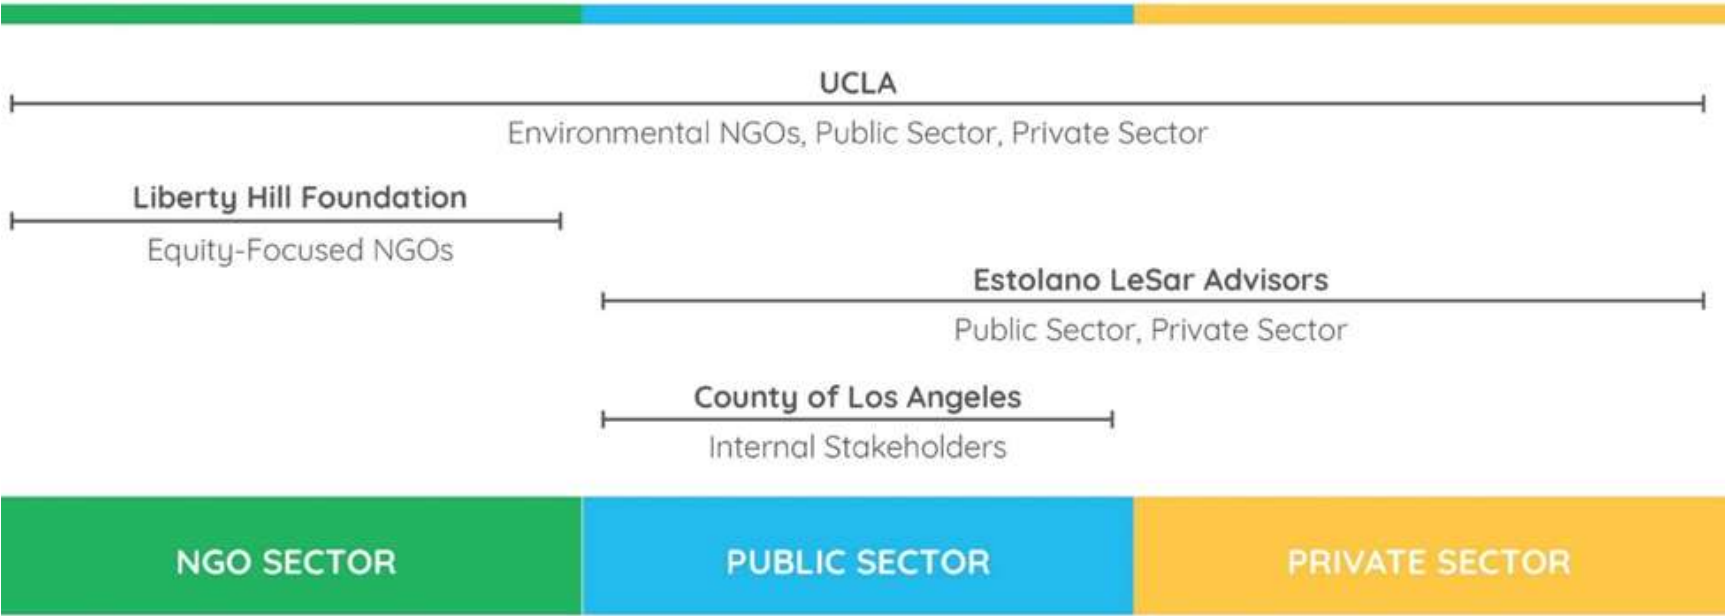 UCLA
Environmental NGOs, Public Sector, Private Sector
Liberty Hill Foundation
Equity-Focused NGOs
Estolano LeSar Advisors
Public Sector, Private Sector
County of Los Angeles
Internal Stakeholders
NGO SECTOR
PUBLIC SECTOR
PRIVATE SECTOR